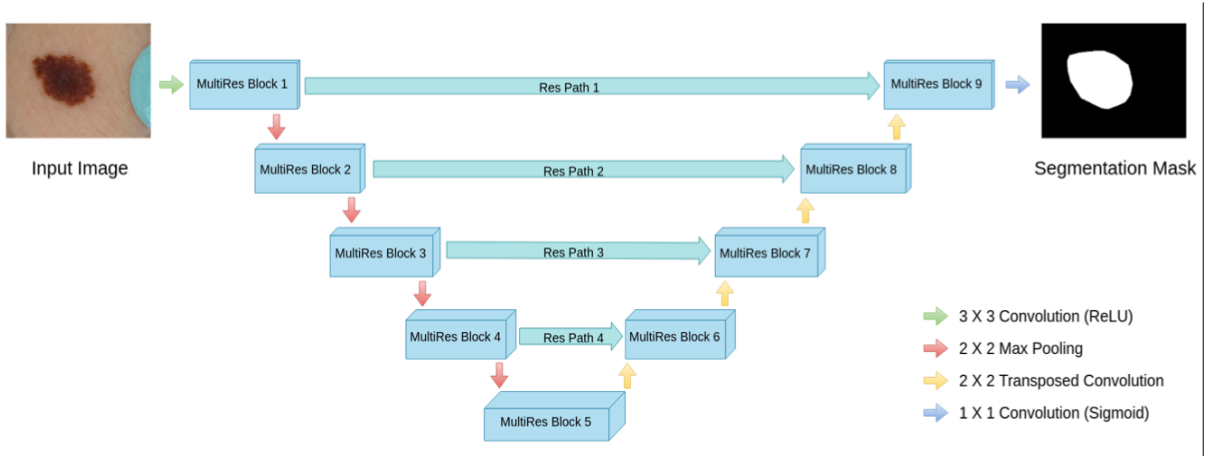 MultiRes Block 1
Res Path 1
MultiRes Block 9
Input Image
MultiRes Block 2
Res Path 2
MultiRes Block 8
Segmentation Mask
MultiRes Block 3
Res Path 3
MultiRes Block 7
MultiRes Block 4
Res Path 4
MultiRes Block 6
MultiRes Block 5
3 X 3 Convolution (ReLU)
2 X 2 Max Pooling
2 X 2 Transposed Convolution
1 X 1 Convolution (Sigmoid)